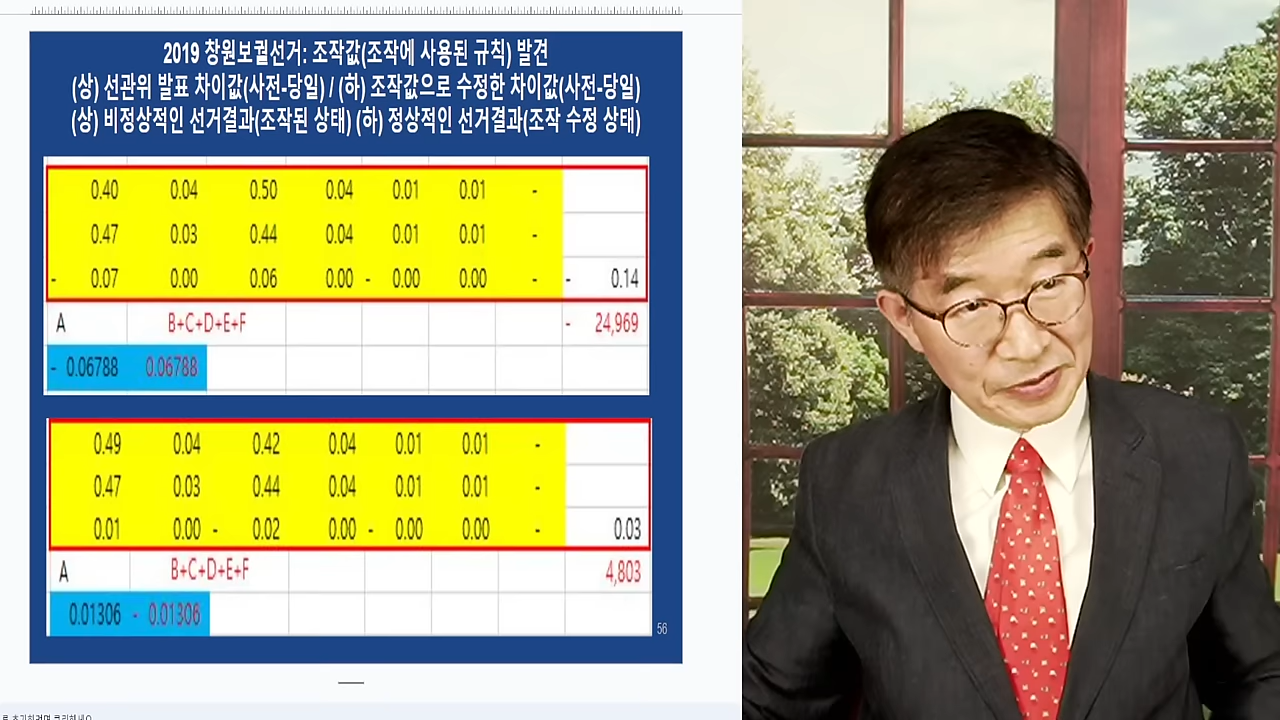 2019 창원보궐선거: 조작값(조작에 사용된 규칙) 발견
(상) 선관위 발표 차이값(사전-당일) / (하) 조작값으로 수정한 차이값(사전-당일)
(상) 비정상적인 선거결과(조작된 상태) (하) 정상적인 선거결과(조작 수정 상태)
0.40 0.04 0.50 0.04 0.01 0.01 -
0.47 0.03 0.44 0.04 0.01 0.01 -
- 0.07 0.00 0.06 0.00 - 0.00 0.00 - - 0.14
A B+C+D+E+F - 24,969
- 0.06788 0.06788
0.49 0.04 0.42 0.04 0.01 0.01 -
0.47 0.03 0.44 0.04 0.01 0.01 -
0.01 0.00 - 0.02 0.00 - 0.00 0.00 - 0.03
A B+C+D+E+F 4,803
0.01306 - 0.01306
56